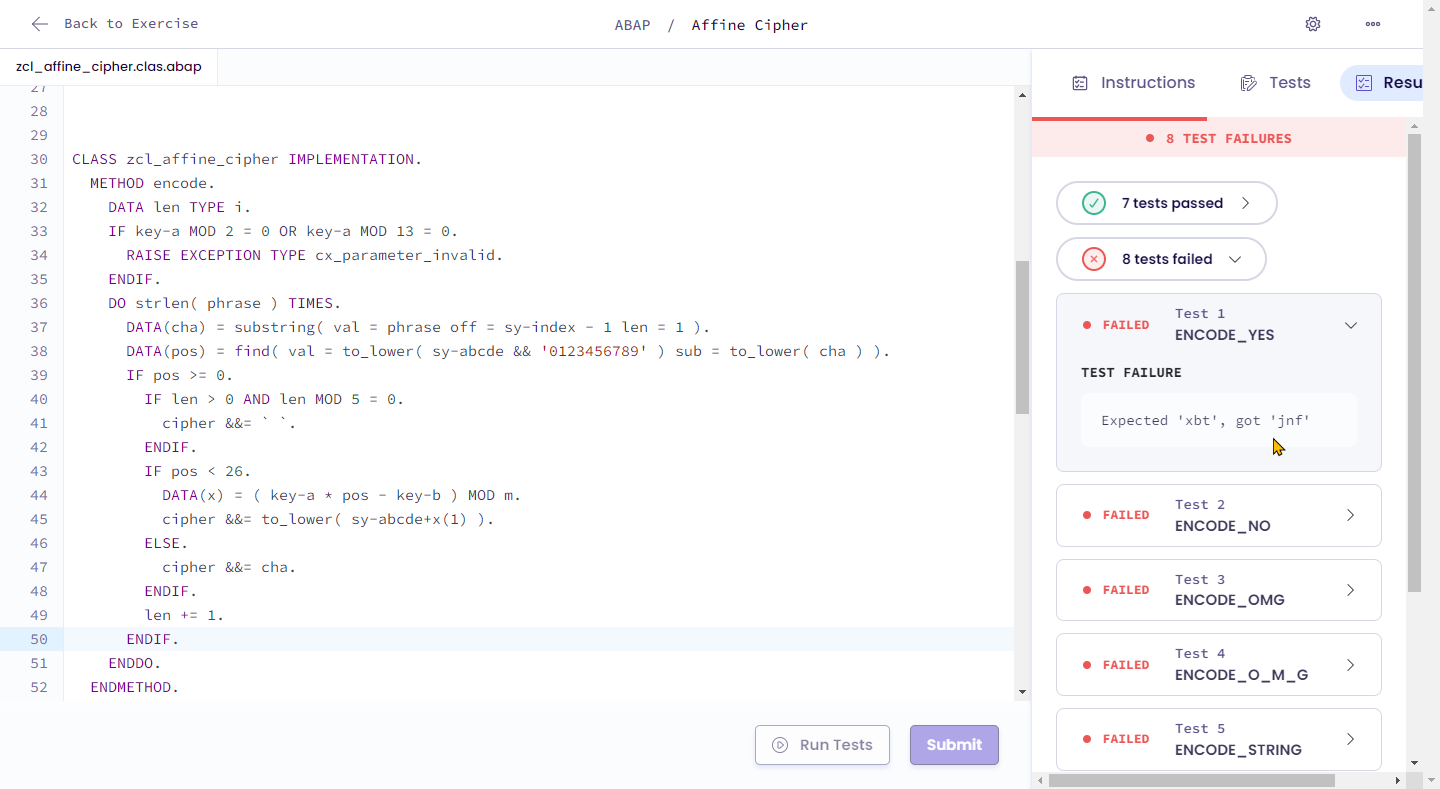 Back to Exercise
ABAP / Affine Cipher
zcl_affine_cipher.clas.abap
27
28
29
30 CLASS zcl_affine_cipher IMPLEMENTATION.
31 METHOD encode.
32 DATA len TYPE i.
33 IF key-a MOD 2 = 0 OR key-a MOD 13 = 0.
34 RAISE EXCEPTION TYPE cx_parameter_invalid.
35 ENDIF.
36 DO strlen( phrase ) TIMES.
37 DATA(cha) = substring( val = phrase off = sy-index - 1 len = 1 ).
38 DATA(pos) = find( val = to_lower( sy-abcde && '0123456789' ) sub = to_lower( cha ) ).
39 IF pos >= 0.
40 IF len > 0 AND len MOD 5 = 0.
41 cipher &&= ` `.
42 ENDIF.
43 IF pos < 26.
44 DATA(x) = ( key-a * pos - key-b ) MOD m.
45 cipher &&= to_lower( sy-abcde+x(1) ).
46 ELSE.
47 cipher &&= cha.
48 ENDIF.
49 len += 1.
50 ENDIF.
51 ENDDO.
52 ENDMETHOD.
Run Tests
Submit
Instructions
Tests
Resu
8 TEST FAILURES
7 tests passed
8 tests failed
FAILED
Test 1
ENCODE_YES
TEST FAILURE
Expected 'xbt', got 'jnf'
FAILED
Test 2
ENCODE_NO
FAILED
Test 3
ENCODE_OMG
FAILED
Test 4
ENCODE_O_M_G
FAILED
Test 5
ENCODE_STRING